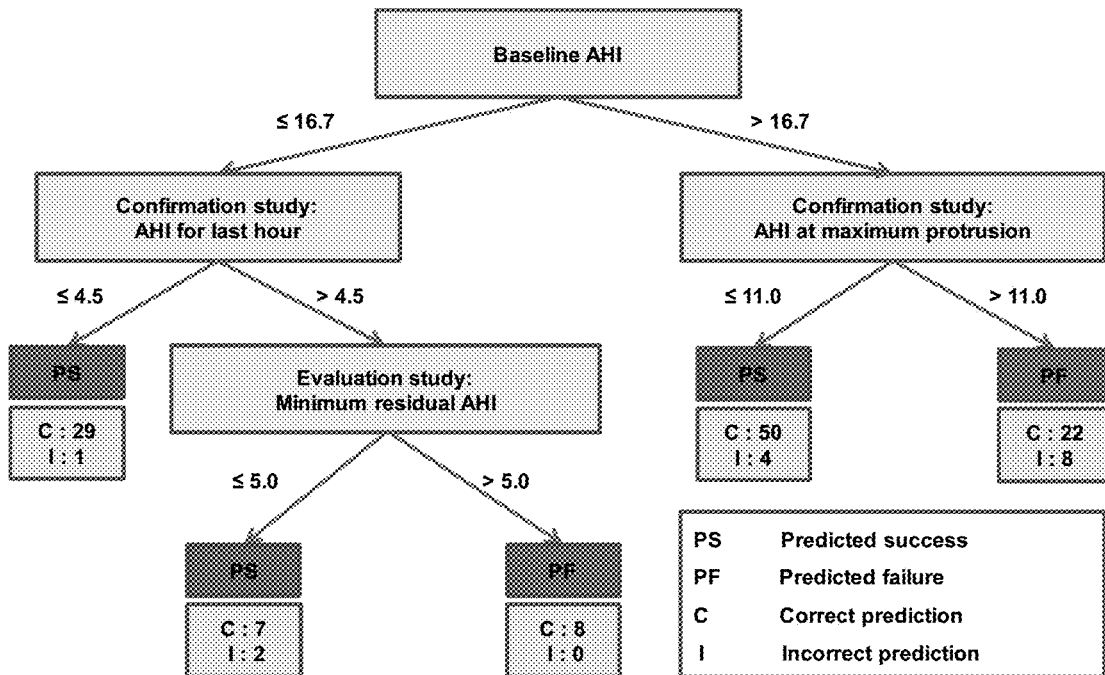 Baseline AHI
≤ 16.7
> 16.7
Confirmation study:
AHI for last hour
Confirmation study:
AHI at maximum protrusion
≤ 4.5
> 4.5
≤ 11.0
> 11.0
PS
C : 29
I : 1
Evaluation study:
Minimum residual AHI
PS
C : 50
I : 4
PF
C : 22
I : 8
≤ 5.0
> 5.0
PS
C : 7
I : 2
PF
C : 8
I : 0
PS Predicted success
PF Predicted failure
C Correct prediction
I Incorrect prediction